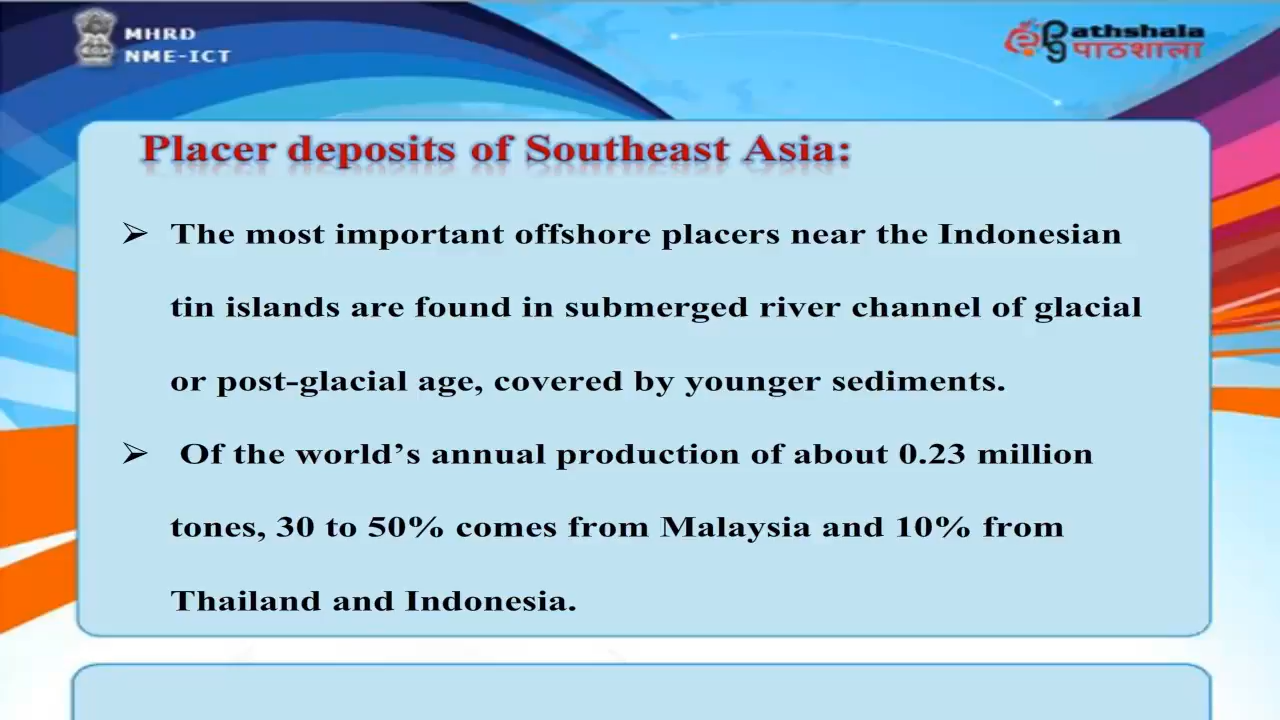 MHRD
NME-ICT
ePathshala
पाठशाला
Placer deposits of Southeast Asia:
➢ The most important offshore placers near the Indonesian
tin islands are found in submerged river channel of glacial
or post-glacial age, covered by younger sediments.
➢ Of the world’s annual production of about 0.23 million
tones, 30 to 50% comes from Malaysia and 10% from
Thailand and Indonesia.